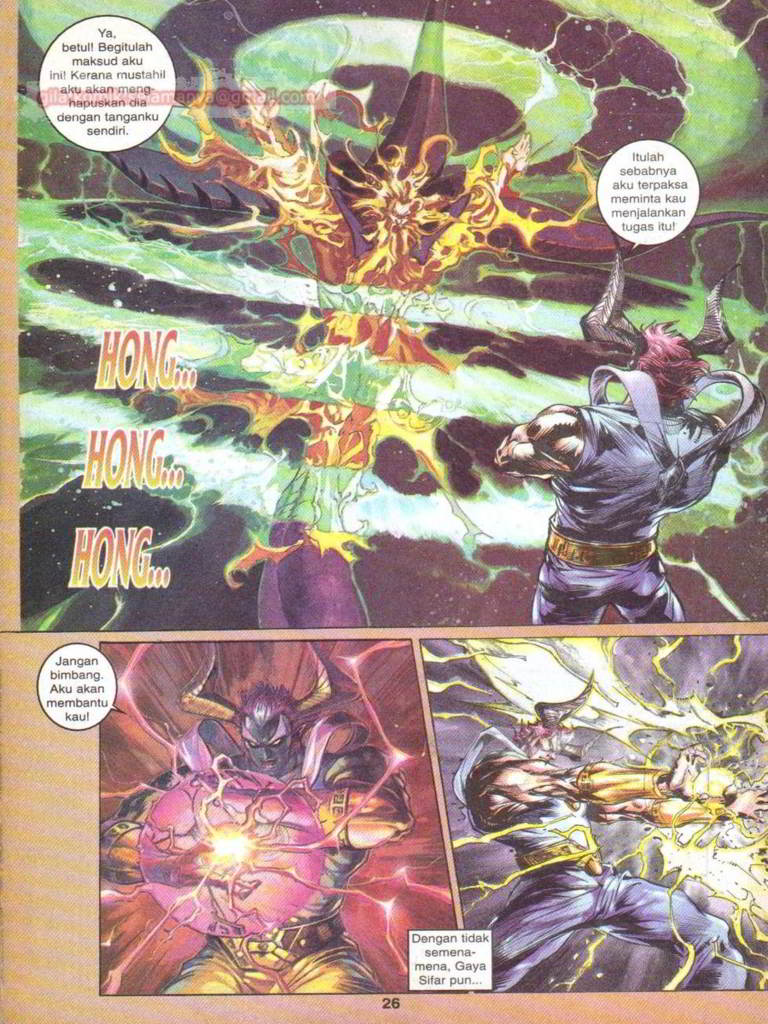 Ya,
betul! Begitulah
maksud aku
ini! Kerana mustahil
aku akan meng-
hapuskan dia
dengan tanganku
sendiri.
Itulah
sebabnya
aku terpaksa
meminta kau
menjalankan
tugas itu!
HONG...
HONG...
HONG...
Jangan
bimbang.
Aku akan
membantu
kau!
Dengan tidak
semena-
mena, Gaya
Sifar pun...
26